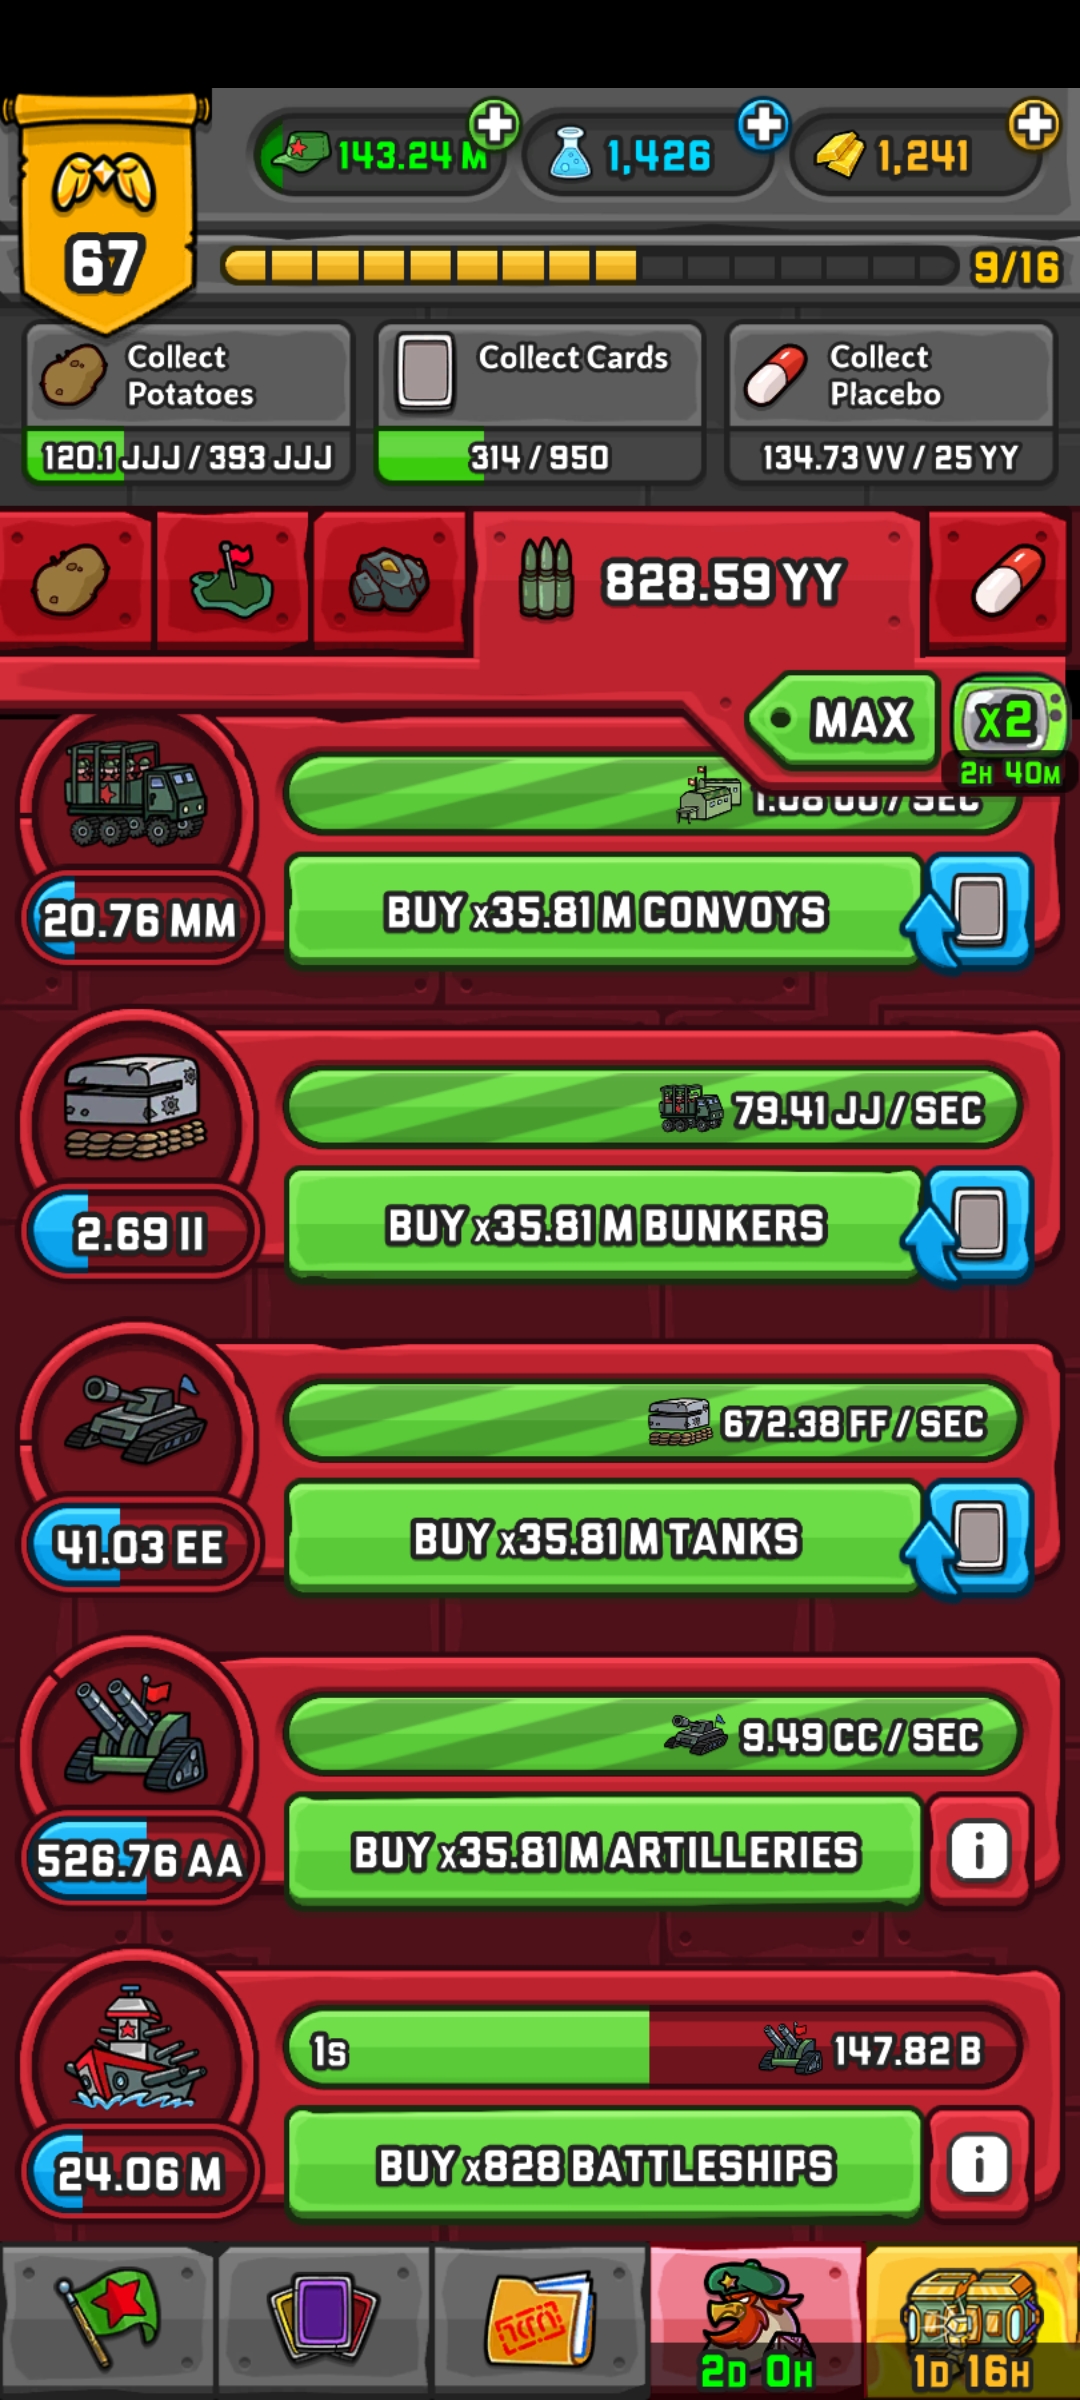 143.24 M
1,426
1,241
67
9/16
Collect
Potatoes
120.1 JJJ / 393 JJJ
Collect Cards
314 / 950
Collect
Placebo
134.73 VV / 25 YY
828.59 YY
MAX
x2
2H 40M
/ SEC
20.76 MM
BUY x35.81 M CONVOYS
79.41 JJ / SEC
2.69 II
BUY x35.81 M BUNKERS
672.38 FF / SEC
41.03 EE
BUY x35.81 M TANKS
9.49 CC / SEC
526.76 AA
BUY x35.81 M ARTILLERIES
i
1s
147.82 B
24.06 M
BUY x828 BATTLESHIPS
i
2D 0H
1D 16H